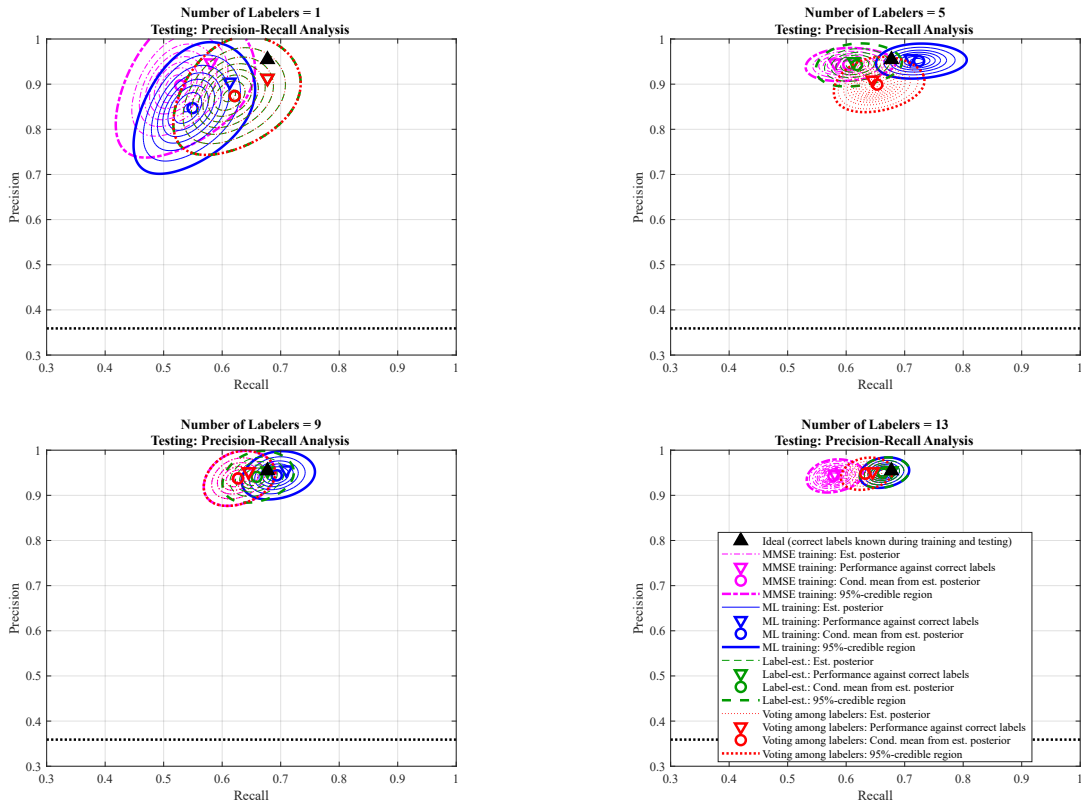 Number of Labelers = 1
Testing: Precision-Recall Analysis
1
0.9
0.8
0.7
0.6
0.5
0.4
0.3
Precision
0.3 0.4 0.5 0.6 0.7 0.8 0.9 1
Recall
Number of Labelers = 5
Testing: Precision-Recall Analysis
1
0.9
0.8
0.7
0.6
0.5
0.4
0.3
Precision
0.3 0.4 0.5 0.6 0.7 0.8 0.9 1
Recall
Number of Labelers = 9
Testing: Precision-Recall Analysis
1
0.9
0.8
0.7
0.6
0.5
0.4
0.3
Precision
0.3 0.4 0.5 0.6 0.7 0.8 0.9 1
Recall
Number of Labelers = 13
Testing: Precision-Recall Analysis
1
0.9
0.8
0.7
0.6
0.5
0.4
0.3
Precision
Ideal (correct labels known during training and testing)
MMSE training: Est. posterior
MMSE training: Performance against correct labels
MMSE training: Cond. mean from est. posterior
MMSE training: 95%-credible region
ML training: Est. posterior
ML training: Performance against correct labels
ML training: Cond. mean from est. posterior
ML training: 95%-credible region
Label-est.: Est. posterior
Label-est.: Performance against correct labels
Label-est.: Cond. mean from est. posterior
Label-est.: 95%-credible region
Voting among labelers: Est. posterior
Voting among labelers: Performance against correct labels
Voting among labelers: Cond. mean from est. posterior
Voting among labelers: 95%-credible region
0.3 0.4 0.5 0.6 0.7 0.8 0.9 1
Recall